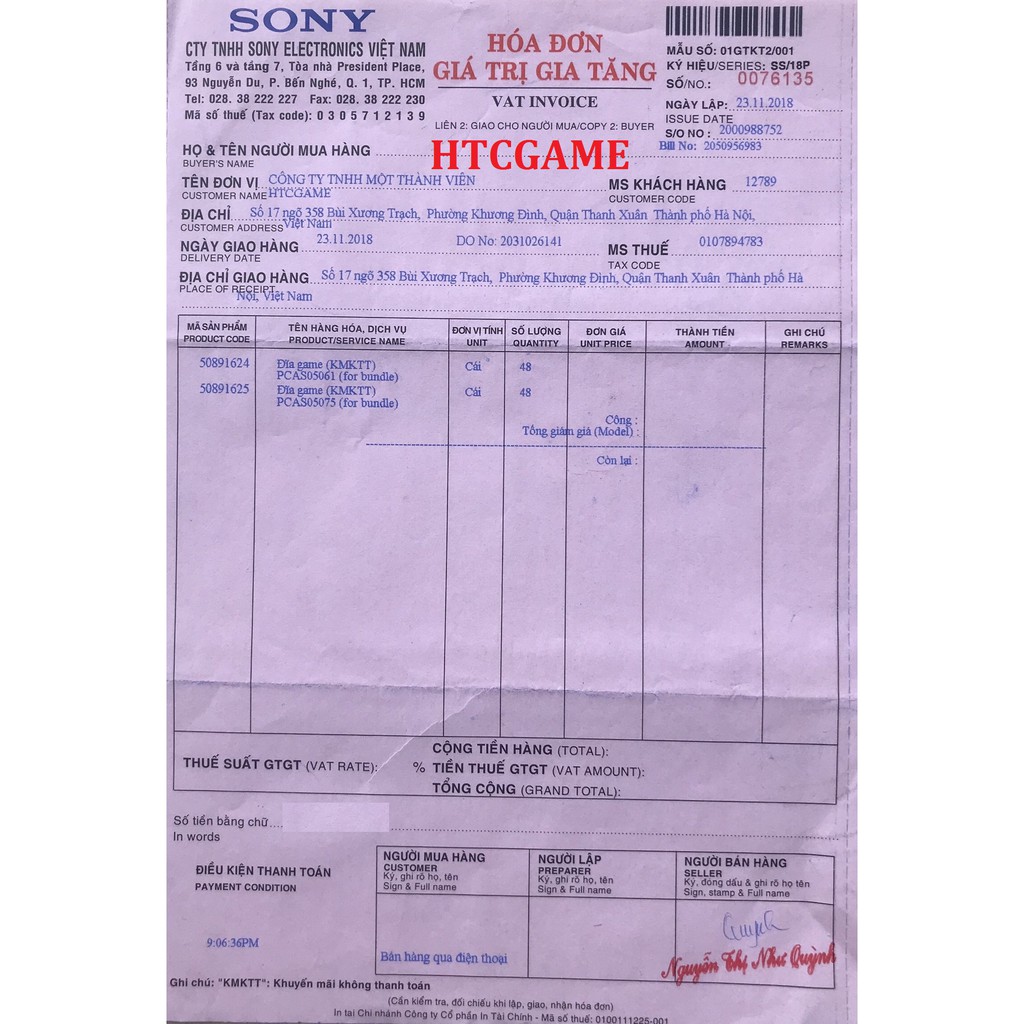 SONY
CTY TNHH SONY ELECTRONICS VIỆT NAM
Tầng 6 và tầng 7, Tòa nhà President Place,
93 Nguyễn Du, P. Bến Nghé, Q. 1, TP. HCM
Tel: 028. 38 222 227 Fax: 028. 38 222 230
Mã số thuế (Tax code): 0 3 0 5 7 1 2 1 3 9
HÓA ĐƠN
GIÁ TRỊ GIA TĂNG
VAT INVOICE
LIÊN 2: GIAO CHO NGƯỜI MUA/COPY 2: BUYER
MẪU SỐ: 01GTKT2/001
KÝ HIỆU/SERIES: SS/18P
SỐ/NO.: 0076135
NGÀY LẬP: 23.11.2018
ISSUE DATE
S/O NO : 2000988752
Bill No: 2050956983
HTCGAME
HỌ & TÊN NGƯỜI MUA HÀNG
BUYER'S NAME
TÊN ĐƠN VỊ CÔNG TY TNHH MỘT THÀNH VIÊN
CUSTOMER NAME HTCGAME
MS KHÁCH HÀNG 12789
CUSTOMER CODE
ĐỊA CHỈ Số 17 ngõ 358 Bùi Xương Trạch, Phường Khương Đình, Quận Thanh Xuân Thành phố Hà Nội,
CUSTOMER ADDRESS Việt Nam
NGÀY GIAO HÀNG 23.11.2018 DO No: 2031026141 MS THUẾ 0107894783
DELIVERY DATE TAX CODE
ĐỊA CHỈ GIAO HÀNG Số 17 ngõ 358 Bùi Xương Trạch, Phường Khương Đình, Quận Thanh Xuân Thành phố Hà
PLACE OF RECEIPT Nội, Việt Nam
MÃ SẢN PHẨM TÊN HÀNG HÓA, DỊCH VỤ ĐƠN VỊ TÍNH SỐ LƯỢNG ĐƠN GIÁ THÀNH TIỀN GHI CHÚ
PRODUCT CODE PRODUCT/SERVICE NAME UNIT QUANTITY UNIT PRICE AMOUNT REMARKS
50891624 Đĩa game (KMKTT) Cái 48
PCAS05061 (for bundle)
50891625 Đĩa game (KMKTT) Cái 48
PCAS05075 (for bundle)
Cộng :
Tổng giảm giá (Model) :
Còn lại :
CỘNG TIỀN HÀNG (TOTAL):
THUẾ SUẤT GTGT (VAT RATE): % TIỀN THUẾ GTGT (VAT AMOUNT):
TỔNG CỘNG (GRAND TOTAL):
Số tiền bằng chữ....
In words
ĐIỀU KIỆN THANH TOÁN
PAYMENT CONDITION
9:06:36PM
NGƯỜI MUA HÀNG
CUSTOMER
Ký, ghi rõ họ, tên
Sign & Full name
Bán hàng qua điện thoại
NGƯỜI LẬP
PREPARER
Ký, ghi rõ họ, tên
Sign & Full name
NGƯỜI BÁN HÀNG
SELLER
Ký, đóng dấu & ghi rõ họ tên
Sign, stamp & Full name
Quỳnh
Nguyễn Thị Như Quỳnh
Ghi chú: "KMKTT": Khuyến mãi không thanh toán
(Cần kiểm tra, đối chiếu khi lập, giao, nhận hóa đơn)
In tại Chi nhánh Công ty Cổ phần In Tài Chính - Mã số thuế: 0100111225-001